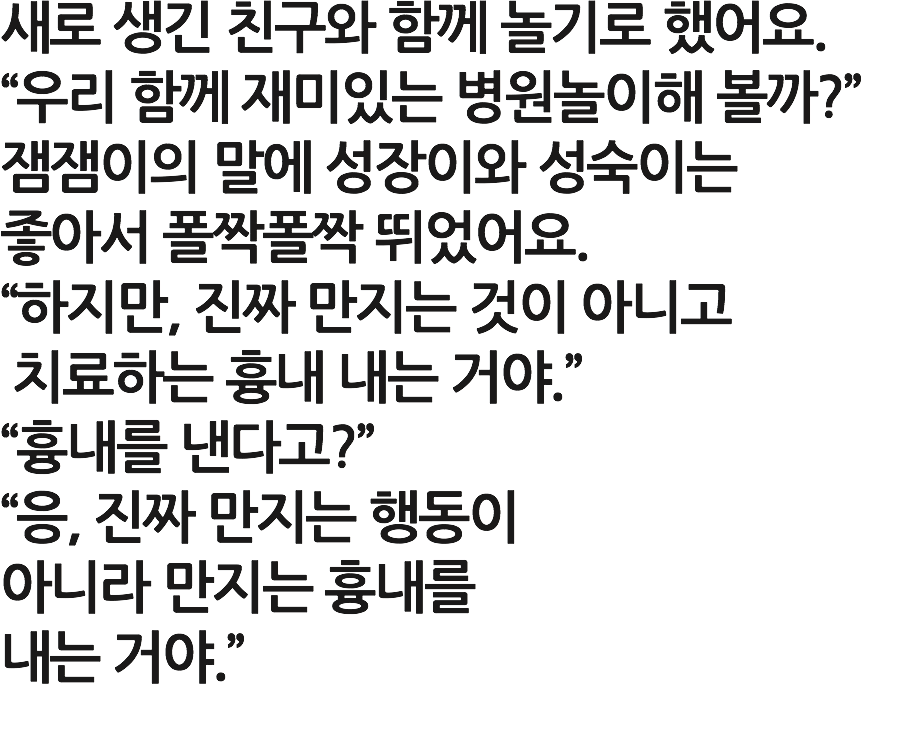 새로 생긴 친구와 함께 놀기로 했어요.
“우리 함께 재미있는 병원놀이해 볼까?”
잼잼이의 말에 성장이와 성숙이는
좋아서 폴짝폴짝 뛰었어요.
“하지만, 진짜 만지는 것이 아니고
치료하는 흉내 내는 거야.”
“흉내를 낸다고?”
“응, 진짜 만지는 행동이
아니라 만지는 흉내를
내는 거야.”